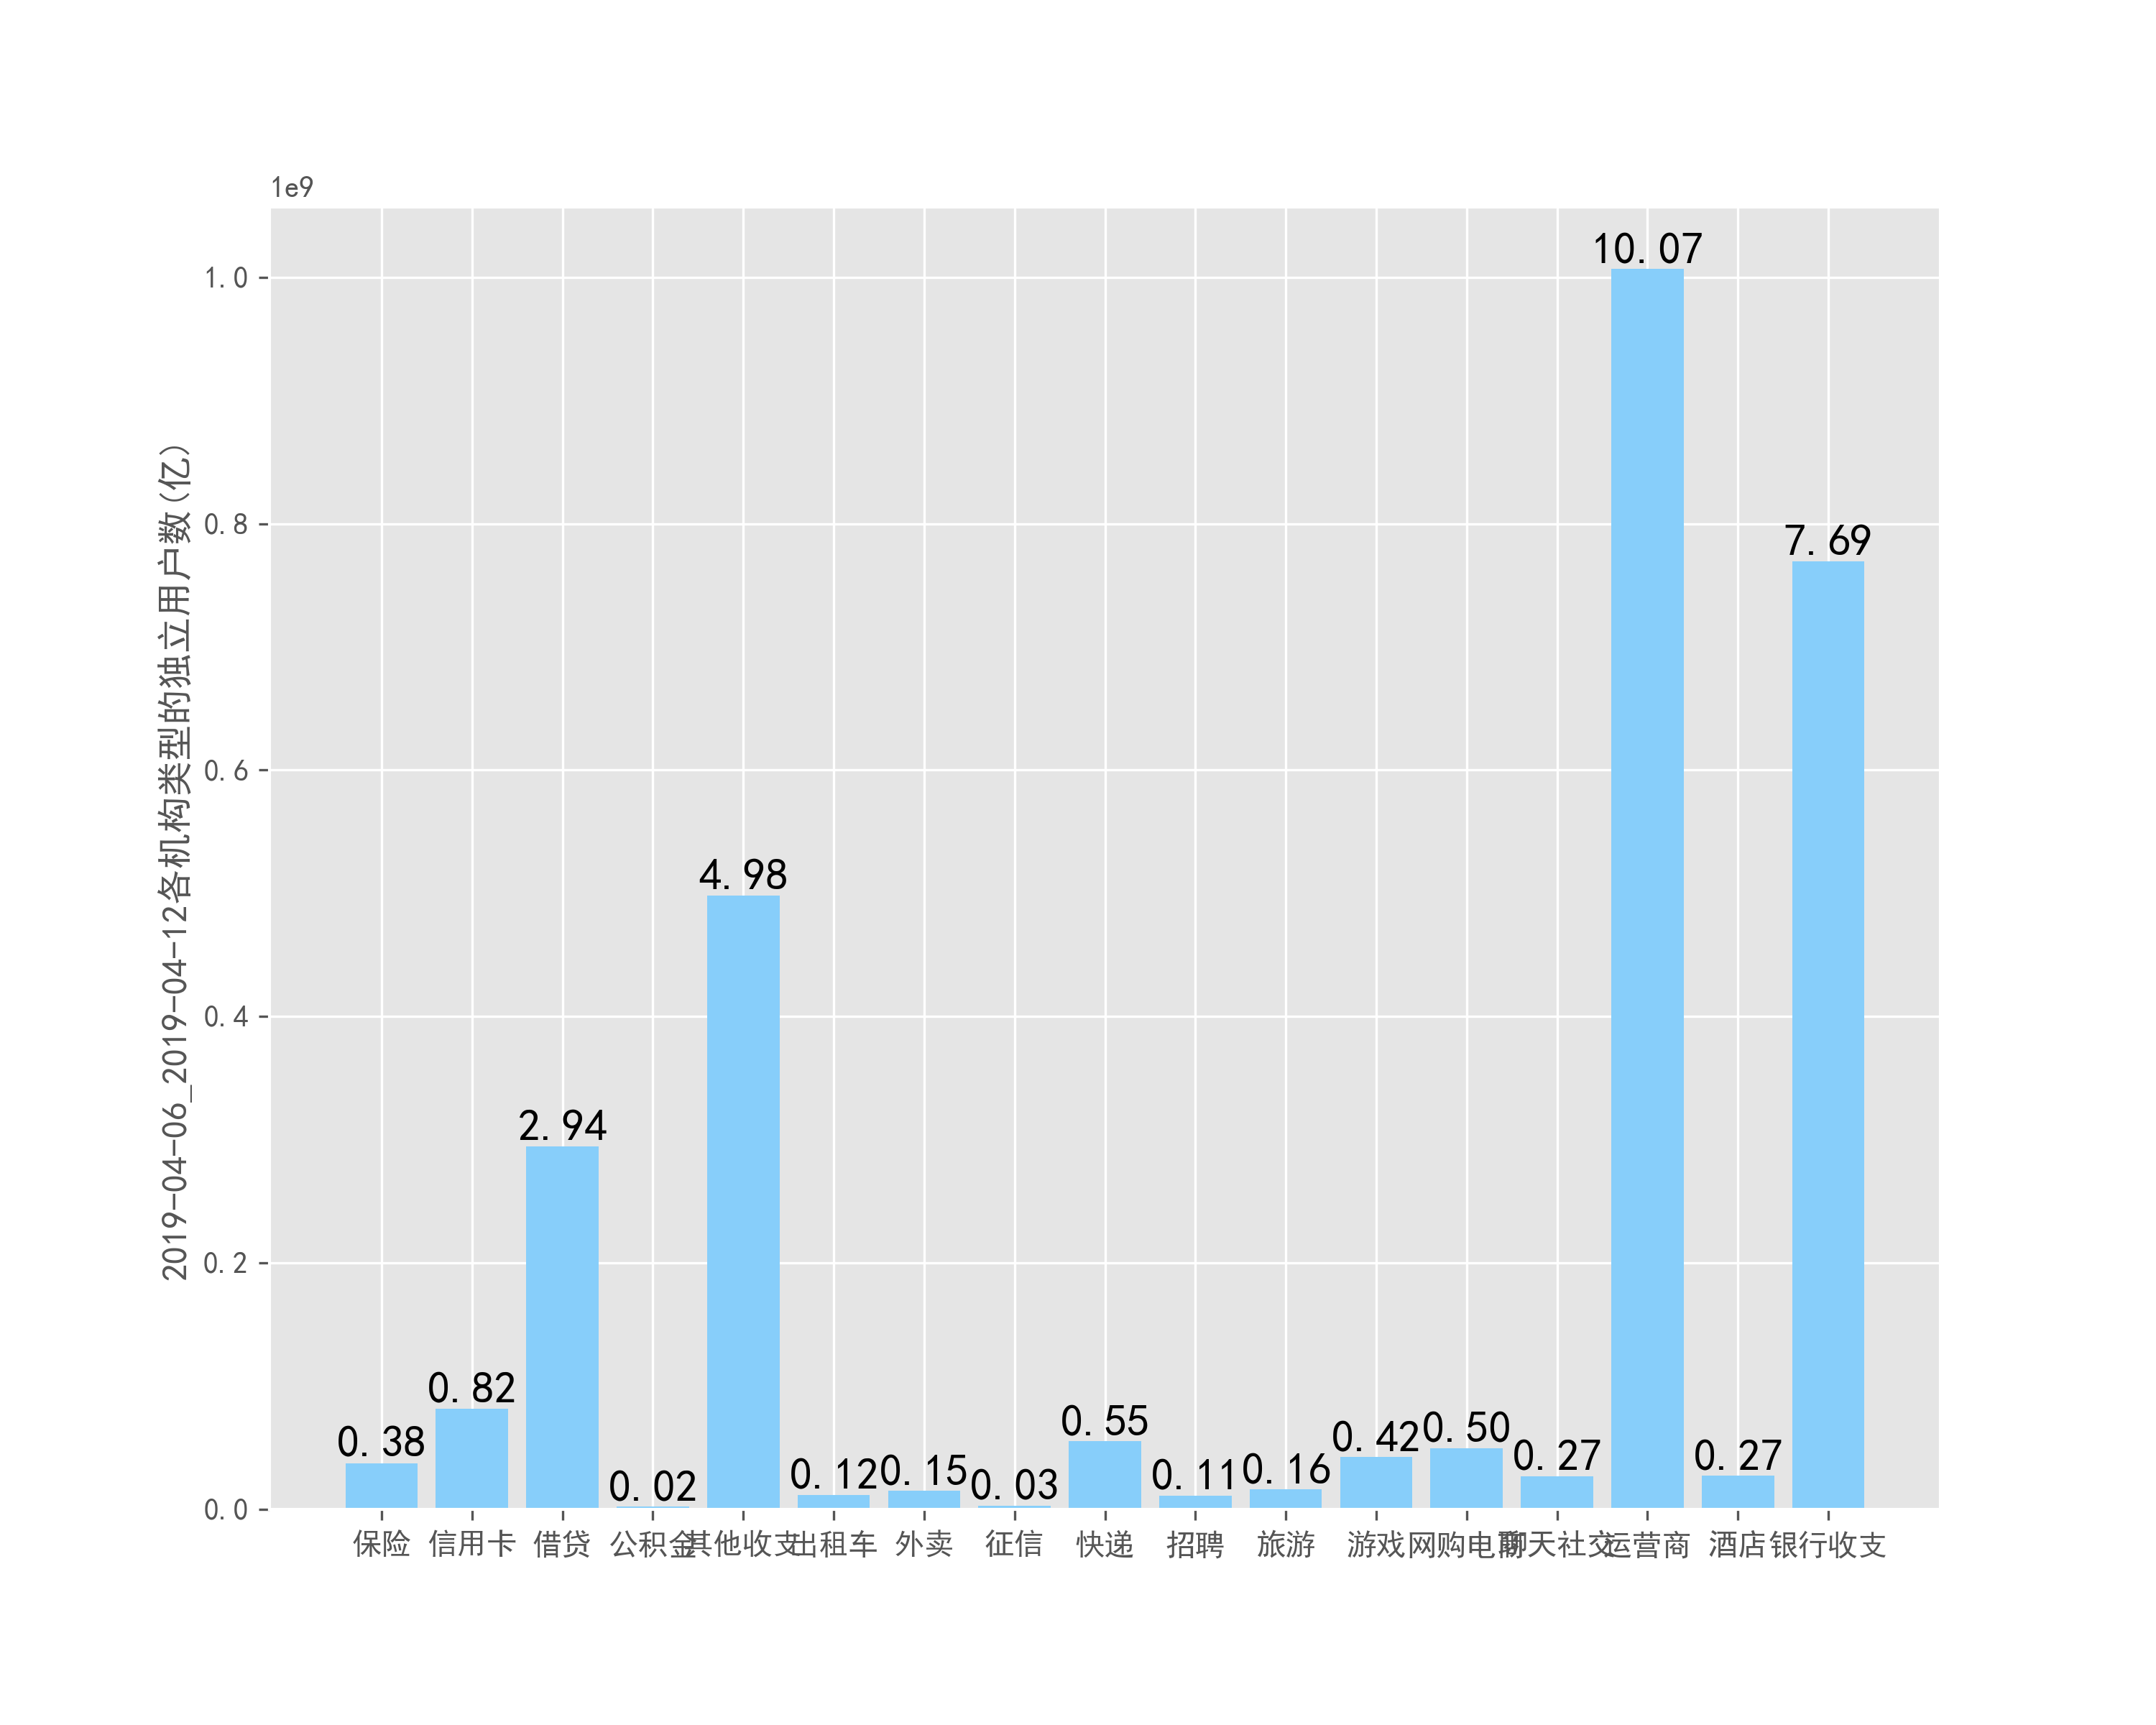 1e9
2019-04-06_2019-04-12各机构类型的独立用户数(亿)
1.0
0.8
0.6
0.4
0.2
0.0
0.38
0.82
2.94
0.02
4.98
0.12
0.15
0.03
0.55
0.11
0.16
0.42
0.50
0.27
10.07
0.27
7.69
保险
信用卡
借贷
公积金
其他收支
出租车
外卖
征信
快递
招聘
旅游
游戏
网购电商
聊天社交
运营商
酒店
银行收支